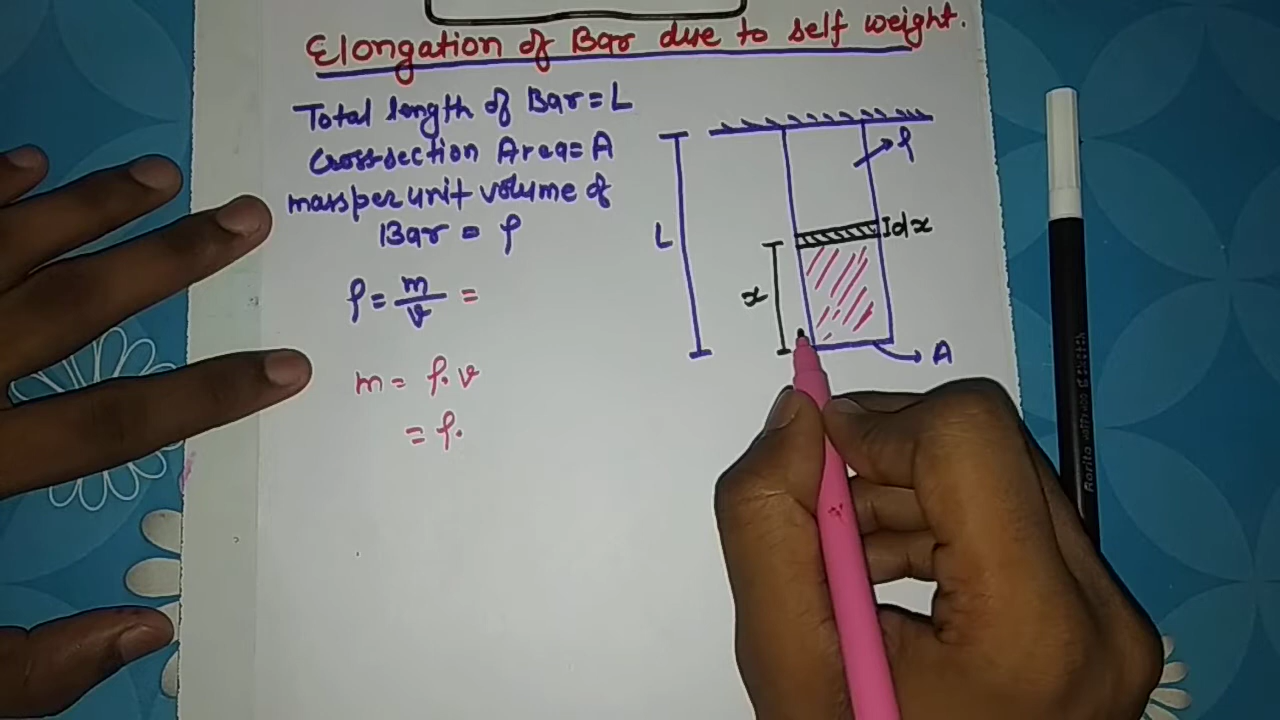 Elongation of Bar due to self weight.
Total length of Bar = L
Cross-section Area = A
mass per unit volume of
Bar = ρ
ρ = m/v =
m = ρ. v
= ρ.
L
x
dx
ρ
A